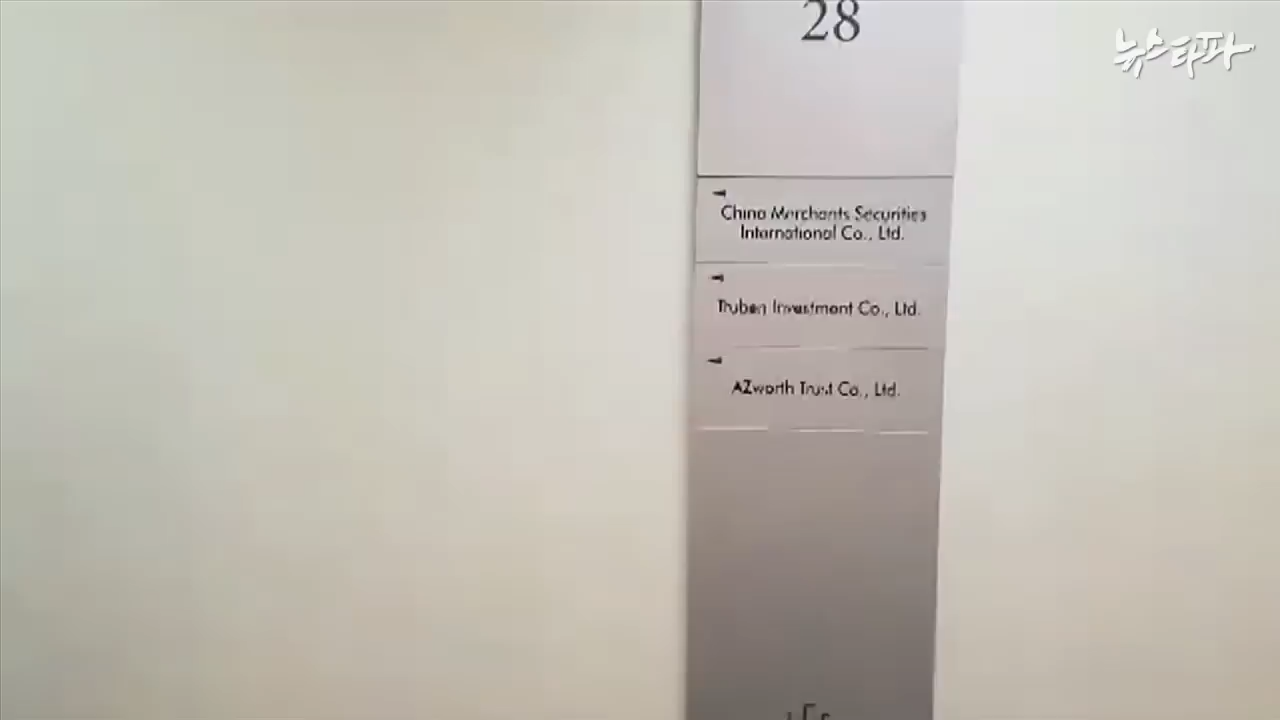 28
뉴스타파
China Merchants Securities
International Co., Ltd.
Truben Investment Co., Ltd.
AZworth Trust Co., Ltd.